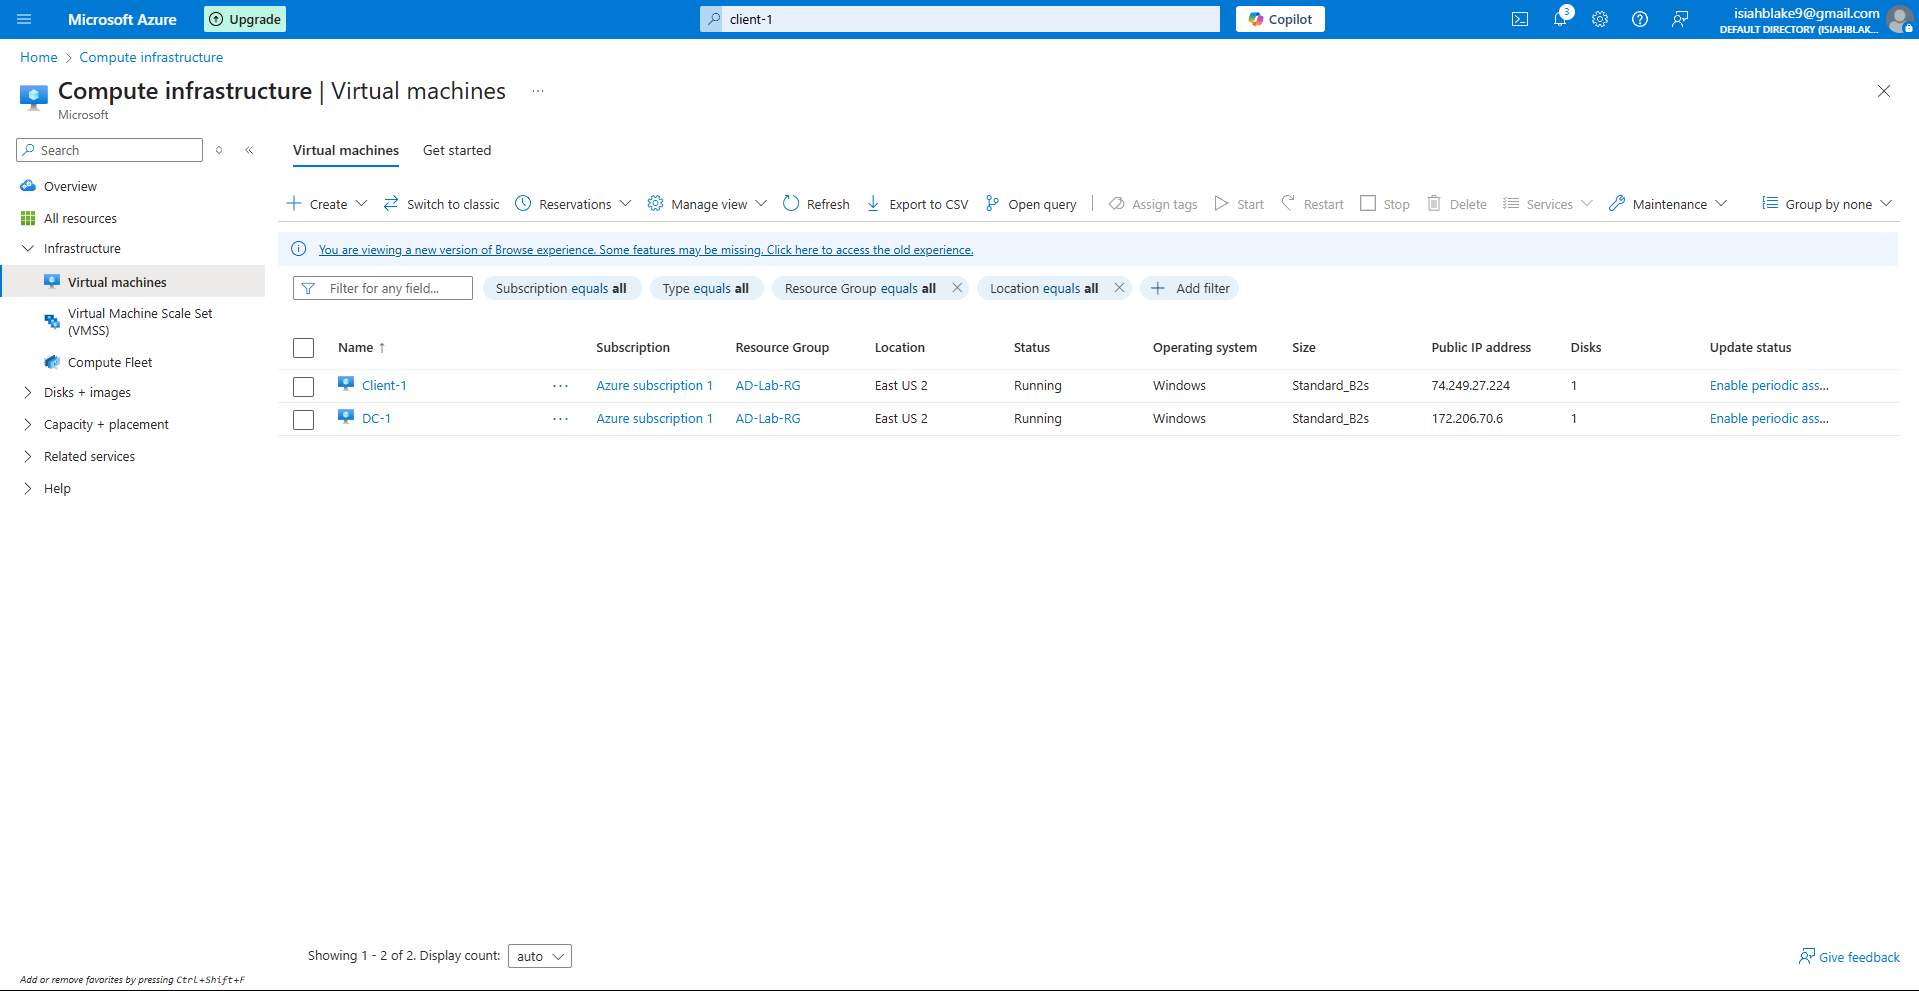 Microsoft Azure
Upgrade
client-1
Copilot
3
isiahblake9@gmail.com
DEFAULT DIRECTORY (ISIAHBLAK...
Home > Compute infrastructure
Compute infrastructure | Virtual machines ...
Microsoft
Search
Overview
All resources
Infrastructure
Virtual machines
Virtual Machine Scale Set
(VMSS)
Compute Fleet
Disks + images
Capacity + placement
Related services
Help
Add or remove favorites by pressing Ctrl+Shift+F
Virtual machines Get started
Create Switch to classic Reservations Manage view Refresh Export to CSV Open query Assign tags Start Restart Stop Delete Services Maintenance Group by none
You are viewing a new version of Browse experience. Some features may be missing. Click here to access the old experience.
Filter for any field... Subscription equals all Type equals all Resource Group equals all Location equals all Add filter
Name ↑ Subscription Resource Group Location Status Operating system Size Public IP address Disks Update status
Client-1 ... Azure subscription 1 AD-Lab-RG East US 2 Running Windows Standard_B2s 74.249.27.224 1 Enable periodic ass...
DC-1 ... Azure subscription 1 AD-Lab-RG East US 2 Running Windows Standard_B2s 172.206.70.6 1 Enable periodic ass...
Showing 1 - 2 of 2. Display count: auto
Give feedback